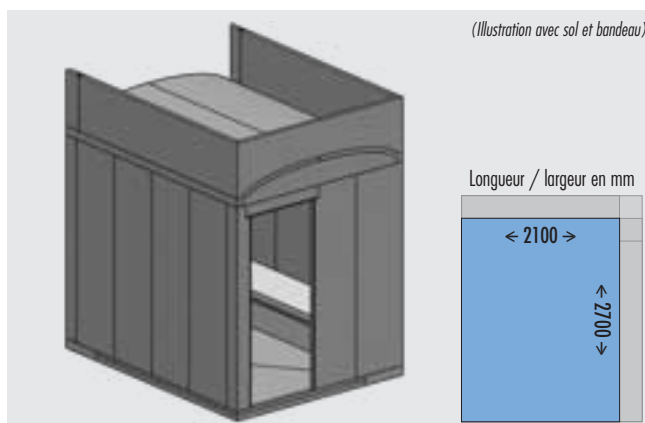 (Illustration avec sol et bandeau)
Longueur / largeur en mm
← 2100 →
← 2700 →